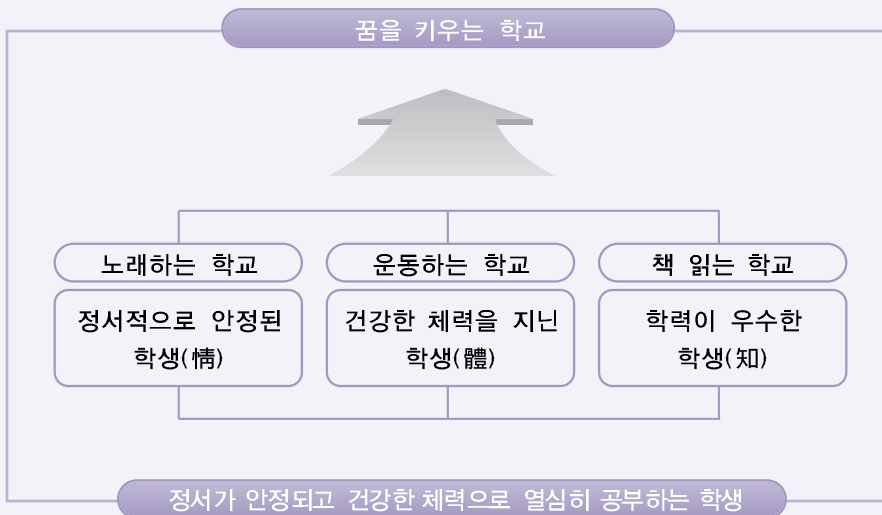 꿈을 키우는 학교
노래하는 학교
운동하는 학교
책 읽는 학교
정서적으로 안정된
학생(情)
건강한 체력을 지닌
학생(體)
학력이 우수한
학생(知)
정서가 안정되고 건강한 체력으로 열심히 공부하는 학생